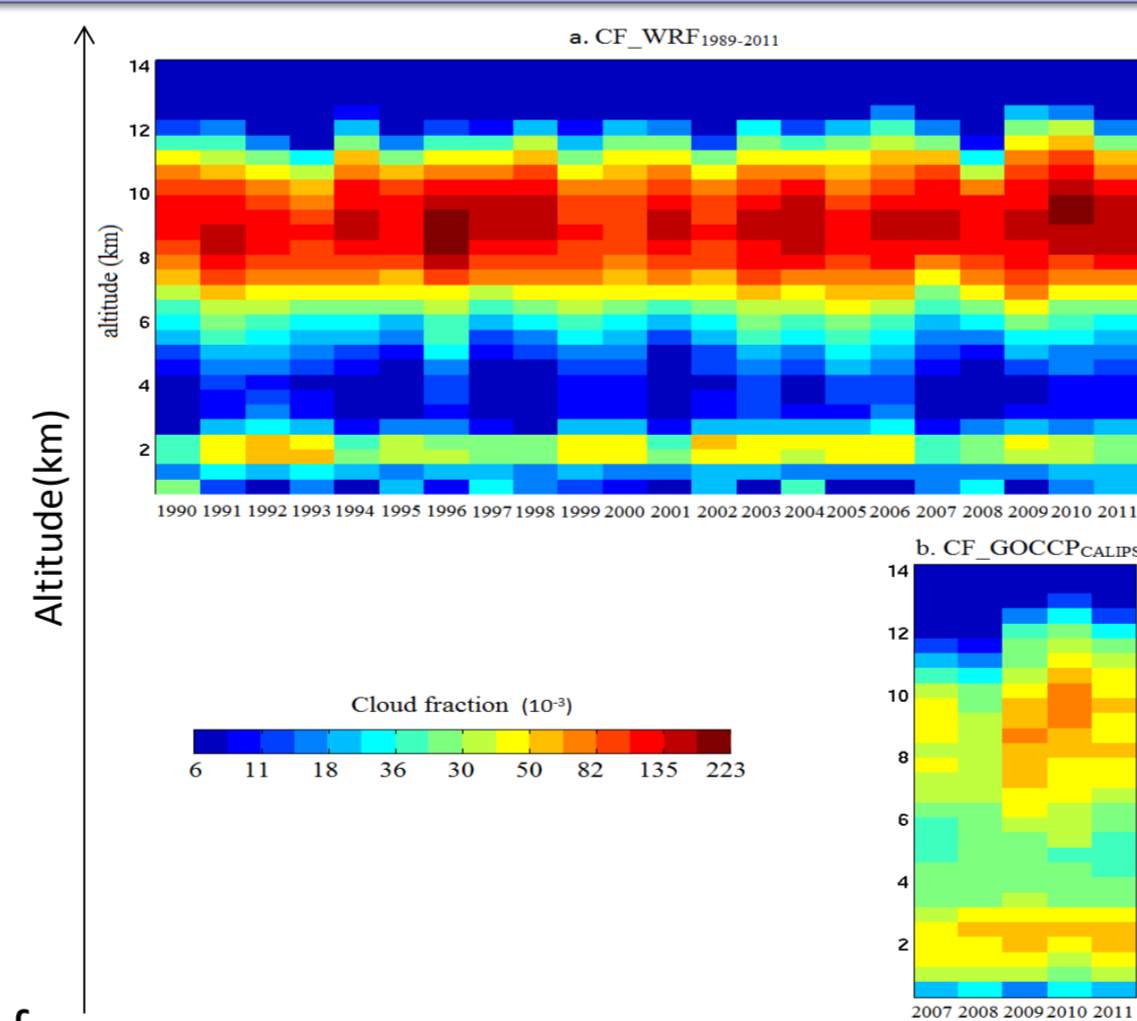 a. CF_WRF1989-2011
14
12
10
8
6
4
2
altitude (km)
Altitude(km)
1990 1991 1992 1993 1994 1995 1996 1997 1998 1999 2000 2001 2002 2003 2004 2005 2006 2007 2008 2009 2010 2011
b. CF_GOCCPCALIPS
14
12
10
8
6
4
2
2007 2008 2009 2010 2011
Cloud fraction (10-3)
6 11 18 36 30 50 82 135 223